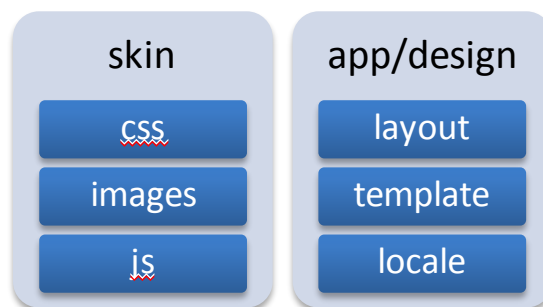 skin
css
images
js
app/design
layout
template
locale